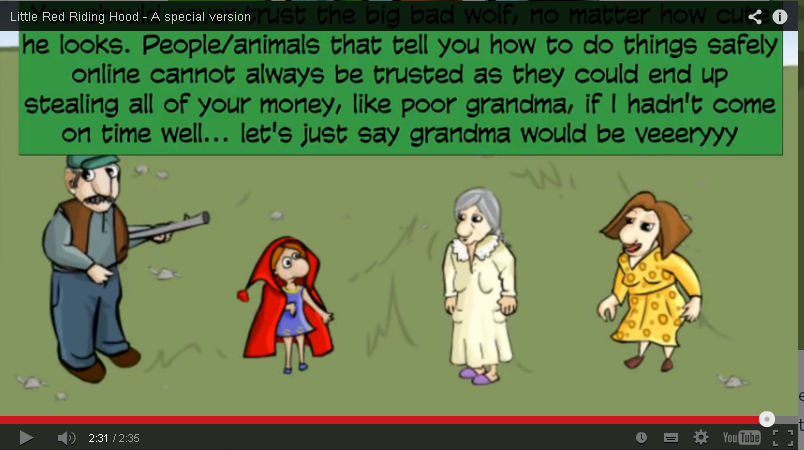 Little Red Riding Hood - A special version
trust the big bad wolf, no matter how cute
he looks. People/animals that tell you how to do things safely
online cannot always be trusted as they could end up
stealing all of your money, like poor grandma, if I hadn't come
on time well... let's just say grandma would be veeeryyy
2:31 / 2:35
YouTube